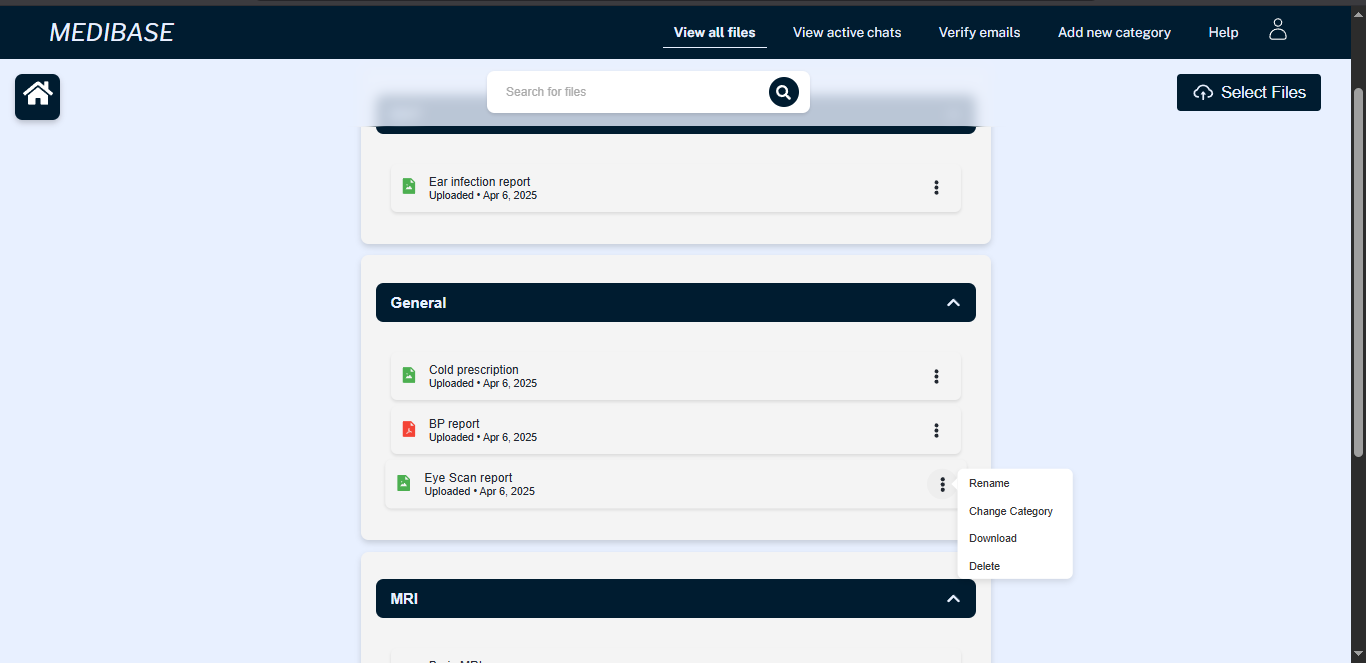 MEDIBASE
View all files
View active chats
Verify emails
Add new category
Help
Search for files
Select Files
Ear infection report
Uploaded • Apr 6, 2025
General
Cold prescription
Uploaded • Apr 6, 2025
BP report
Uploaded • Apr 6, 2025
Eye Scan report
Uploaded • Apr 6, 2025
Rename
Change Category
Download
Delete
MRI